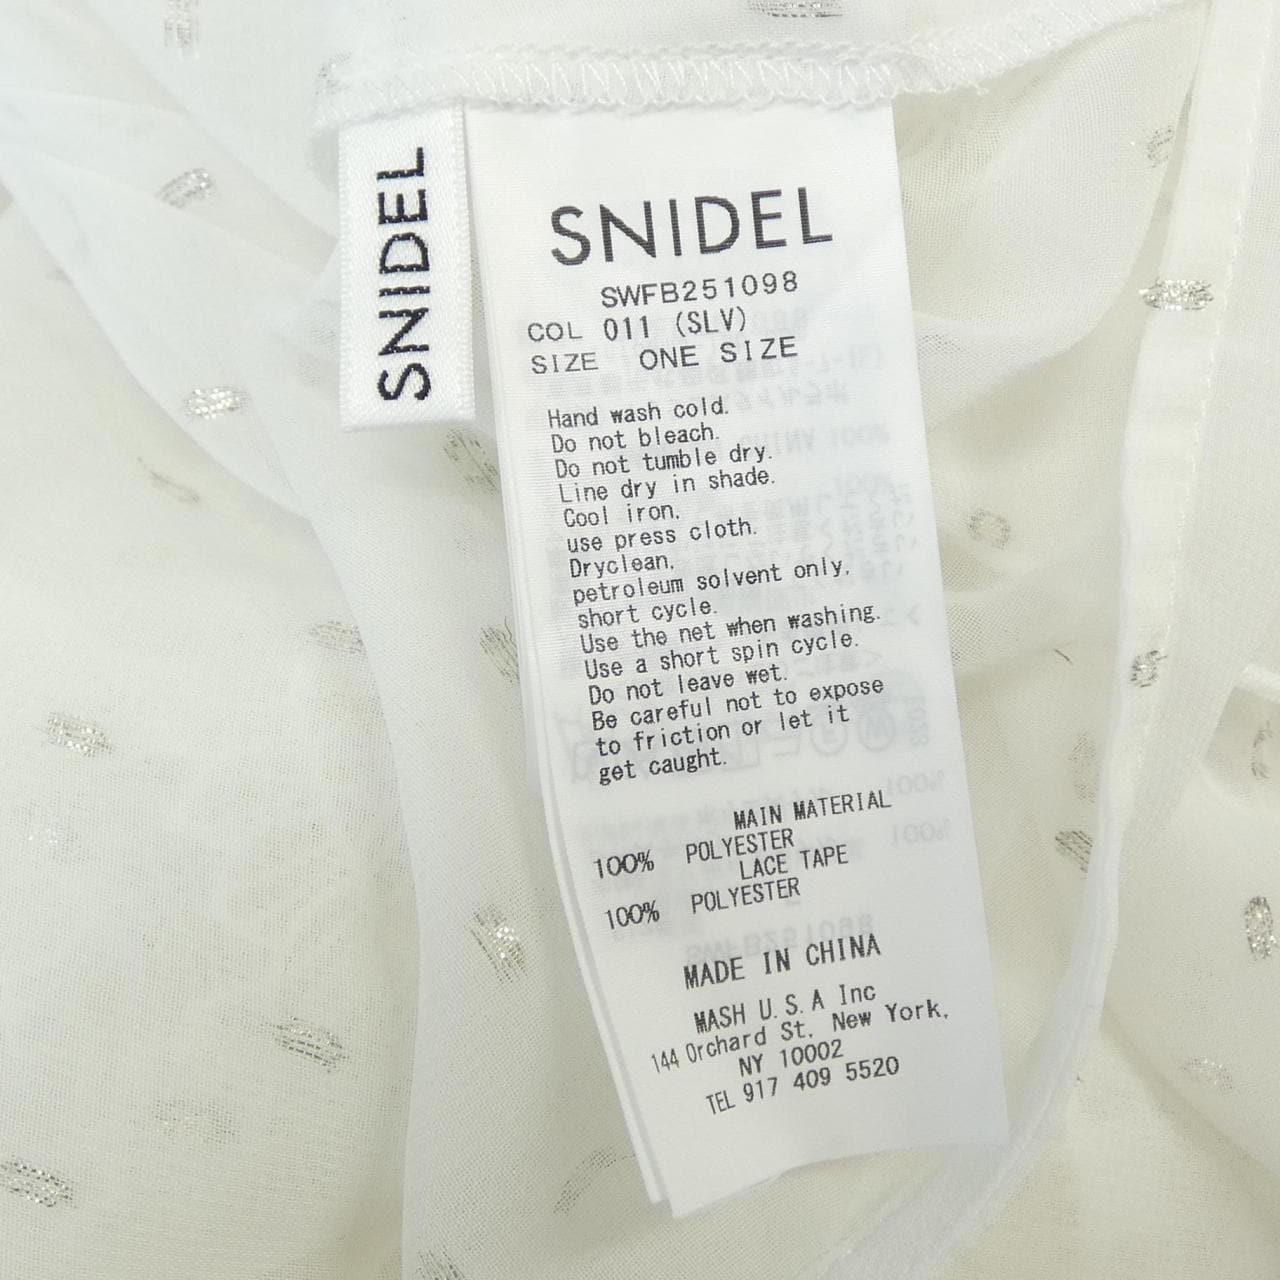 SNIDEL
SNIDEL
SWFB251098
COL 011 (SLV)
SIZE ONE SIZE
Hand wash cold.
Do not bleach.
Do not tumble dry.
Line dry in shade.
Cool iron.
use press cloth.
Dryclean.
petroleum solvent only.
short cycle.
Use the net when washing.
Use a short spin cycle.
Do not leave wet.
Be careful not to expose
to friction or let it
get caught.
MAIN MATERIAL
100% POLYESTER
LACE TAPE
100% POLYESTER
MADE IN CHINA
MASH U.S.A Inc
144 Orchard St. New York,
NY 10002
TEL 917 409 5520